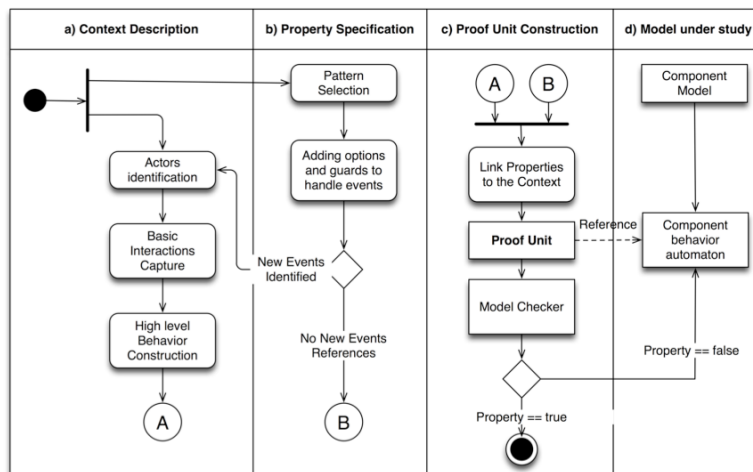 a) Context Description
b) Property Specification
c) Proof Unit Construction
d) Model under study
Pattern
Selection
Actors
identification
Adding options
and guards to
handle events
Basic
Interactions
Capture
New Events
Identified
High level
Behavior
Construction
No New Events
References
A
B
A
B
Link Properties
to the Context
Proof Unit
Reference
Model Checker
Property == true
Component
Model
Component
behavior
automaton
Property == false